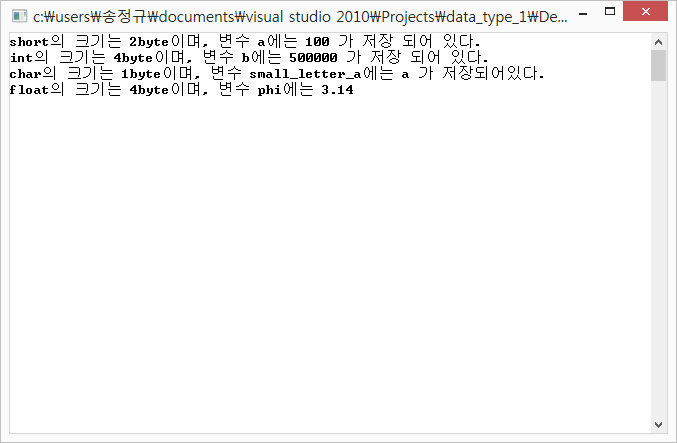 c:₩users₩송정규₩documents₩visual studio 2010₩Projects₩data_type_1₩De...
short의 크기는 2byte이며, 변수 a에는 100 가 저장 되어 있다.
int의 크기는 4byte이며, 변수 b에는 500000 가 저장 되어 있다.
char의 크기는 1byte이며, 변수 small_letter_a에는 a 가 저장되어있다.
float의 크기는 4byte이며, 변수 phi에는 3.14